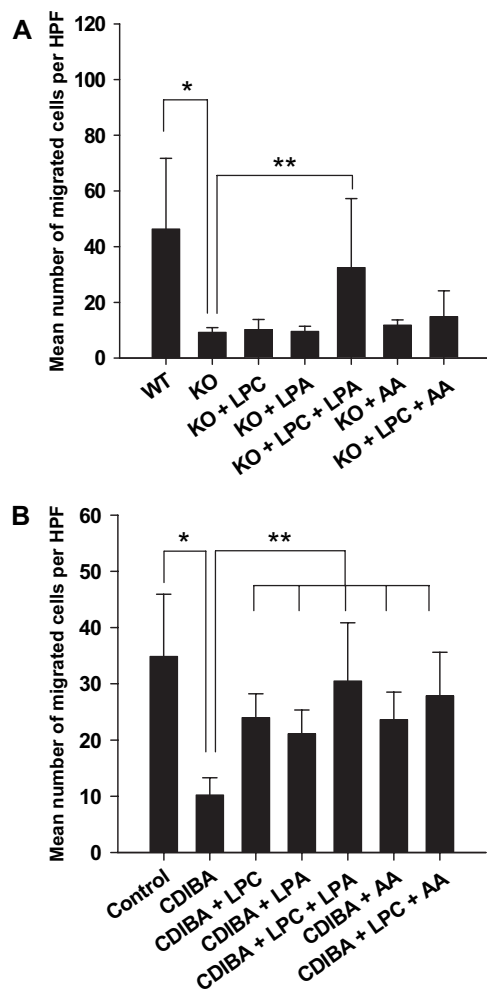 A
Mean number of migrated cells per HPF
120
100
80
60
40
20
0
*
**
WT
KO
KO + LPC
KO + LPA
KO + LPC + LPA
KO + AA
KO + LPC + AA
B
Mean number of migrated cells per HPF
60
50
40
30
20
10
0
*
**
Control
CDIBA
CDIBA + LPC
CDIBA + LPA
CDIBA + LPC + LPA
CDIBA + AA
CDIBA + LPC + AA